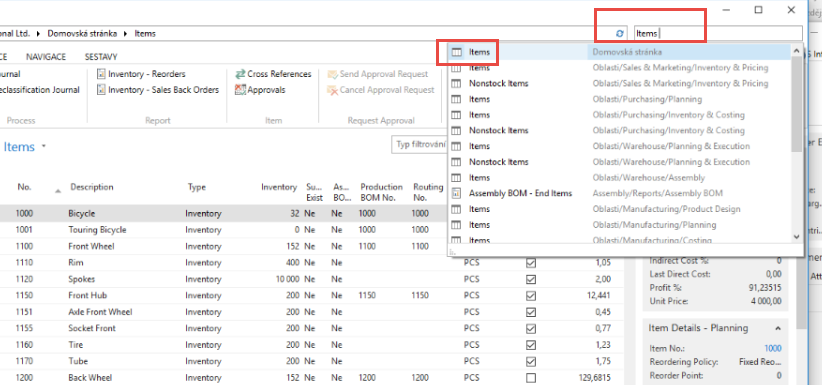 onal Ltd. ▸ Domovská stránka ▸ Items
Items
CE NAVIGACE SESTAVY
ournal
eclassification Journal
Process
Inventory - Reorders
Inventory - Sales Back Orders
Report
Cross References
Approvals
Item
Send Approval Request
Cancel Approval Request
Request Approval
Items Domovská stránka
Items Oblasti/Sales & Marketing/Inventory & Pricing
Nonstock Items Oblasti/Sales & Marketing/Inventory & Pricing
Items Oblasti/Purchasing/Planning
Items Oblasti/Purchasing/Inventory & Costing
Nonstock Items Oblasti/Purchasing/Inventory & Costing
Items Oblasti/Warehouse/Planning & Execution
Nonstock Items Oblasti/Warehouse/Planning & Execution
Items Oblasti/Warehouse/Assembly
Assembly BOM - End Items Assembly/Reports/Assembly BOM
Items Oblasti/Manufacturing/Product Design
Items Oblasti/Manufacturing/Planning
Items Oblasti/Manufacturing/Costing
Items
Typ filtrování
No. Description Type Inventory Su... Exist As... BO... Production BOM No. Routing No.
1000 Bicycle Inventory 32 Ne Ne 1000 1000
1001 Touring Bicycle Inventory 0 Ne Ne 1000 1000
1100 Front Wheel Inventory 152 Ne Ne 1100 1100
1110 Rim Inventory 400 Ne Ne PCS 1,05
1120 Spokes Inventory 10 000 Ne Ne PCS 2,00
1150 Front Hub Inventory 200 Ne Ne 1150 1150 PCS 12,441
1151 Axle Front Wheel Inventory 200 Ne Ne PCS 0,45
1155 Socket Front Inventory 200 Ne Ne PCS 0,77
1160 Tire Inventory 200 Ne Ne PCS 1,23
1170 Tube Inventory 200 Ne Ne PCS 1,75
1200 Back Wheel Inventory 152 Ne Ne 1200 1200 PCS 129,6815
Indirect Cost %: 0
Last Direct Cost: 0,00
Profit %: 91,23515
Unit Price: 4 000,00
Item Details - Planning
Item No.: 1000
Reordering Policy: Fixed Reo...
Reorder Point: 0